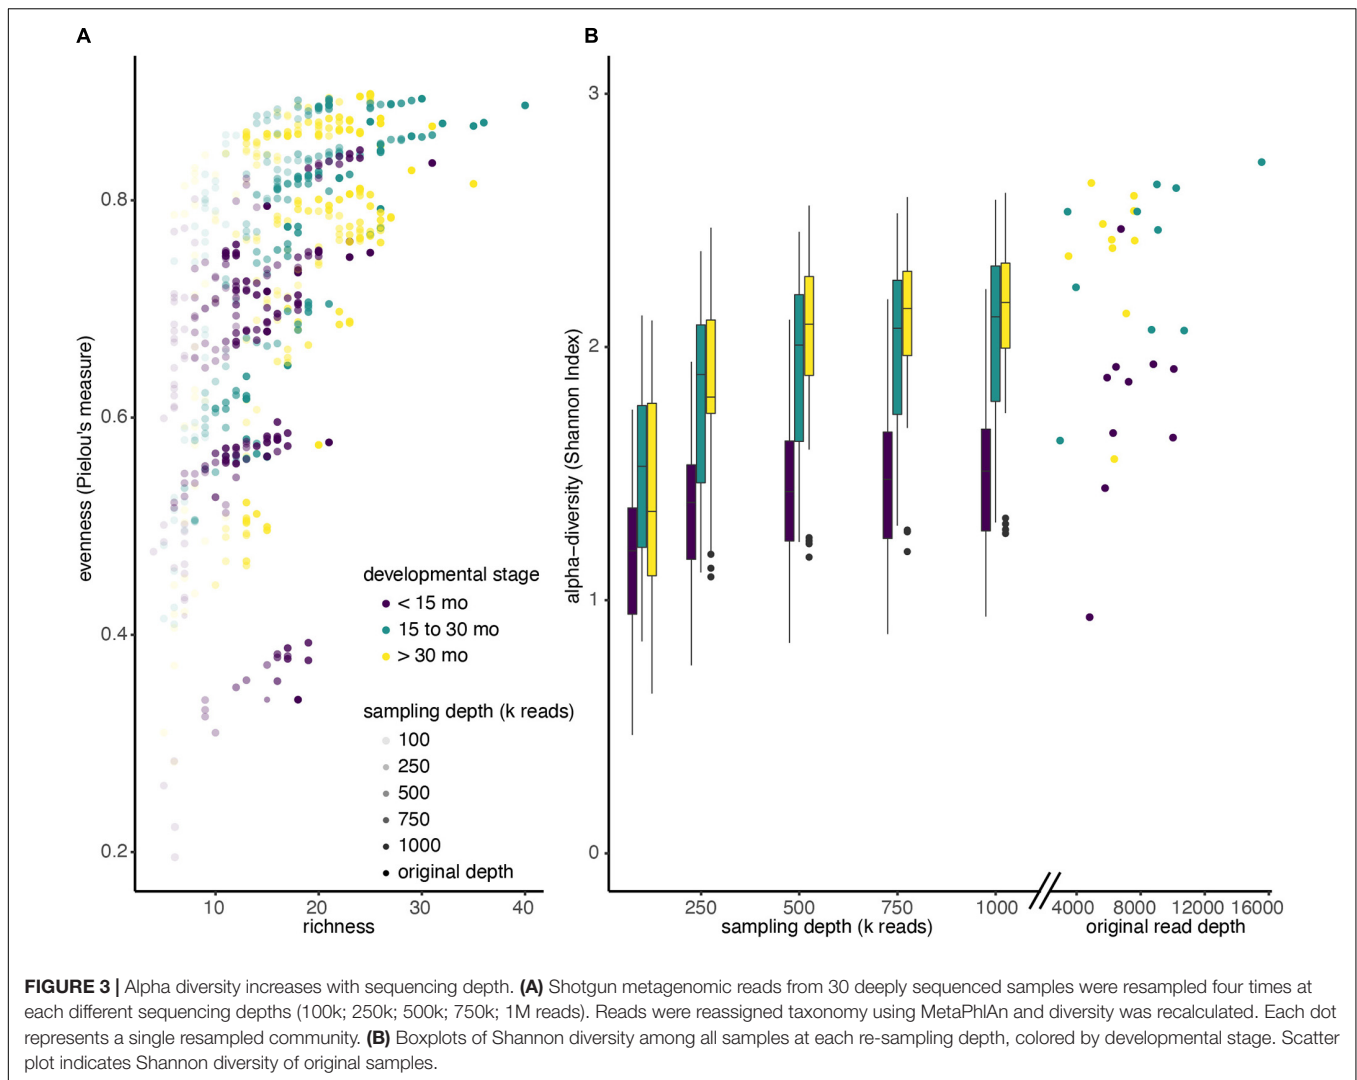 A
B
evenness (Pielou's measure)
0.8
0.6
0.4
0.2
10
20
30
40
richness
developmental stage
< 15 mo
15 to 30 mo
> 30 mo
sampling depth (k reads)
100
250
500
750
1000
original depth
alpha–diversity (Shannon Index)
3
2
1
0
250
500
750
1000
4000
8000
12000
16000
sampling depth (k reads)
original read depth
FIGURE 3 | Alpha diversity increases with sequencing depth. (A) Shotgun metagenomic reads from 30 deeply sequenced samples were resampled four times at
each different sequencing depths (100k; 250k; 500k; 750k; 1M reads). Reads were reassigned taxonomy using MetaPhlAn and diversity was recalculated. Each dot
represents a single resampled community. (B) Boxplots of Shannon diversity among all samples at each re-sampling depth, colored by developmental stage. Scatter
plot indicates Shannon diversity of original samples.